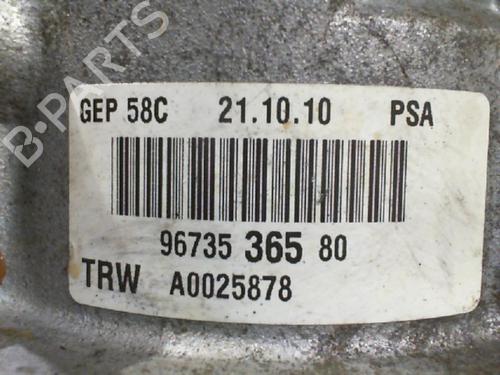 B-PARTS
GEP 58C 21.10.10 PSA
96735 365 80
TRW A0025878